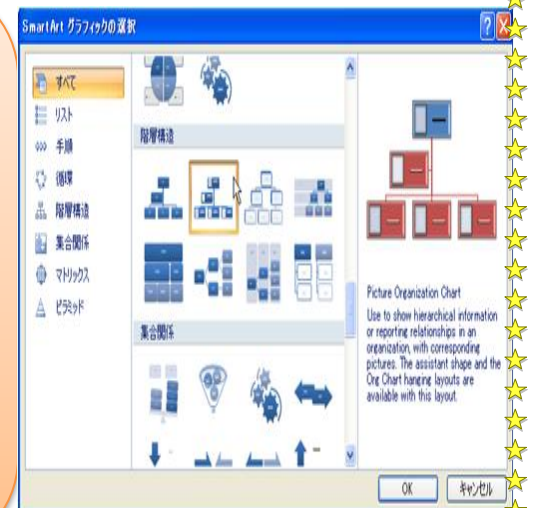 SmartArt グラフィックの選択
すべて
リスト
手順
循環
階層構造
集合関係
マトリックス
ピラミッド
階層構造
集合関係
Picture Organization Chart
Use to show hierarchical information
or reporting relationships in an
organization, with corresponding
pictures. The assistant shape and the
Org Chart hanging layouts are
available with this layout.
OK
キャンセル